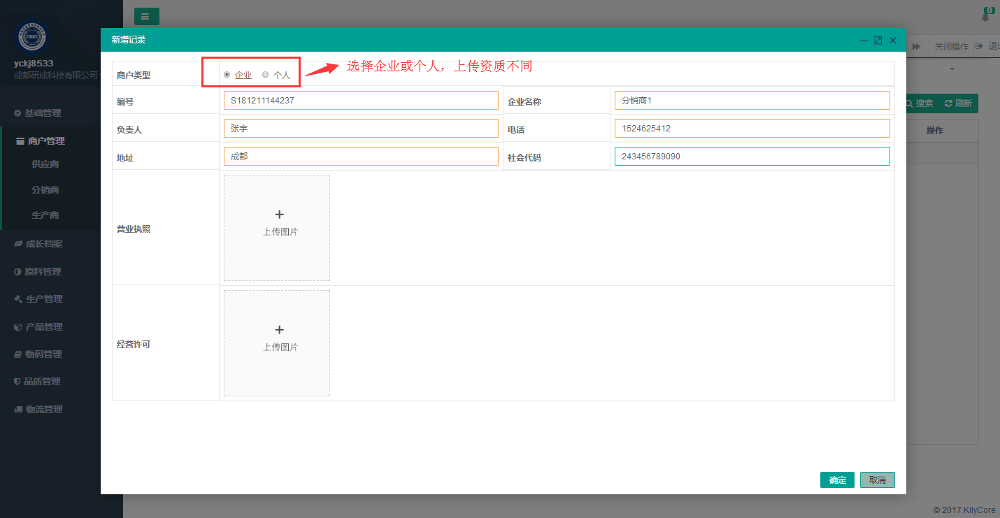 0
yckj8533
成都研成科技有限公司
基础管理
商户管理
供应商
分销商
生产商
成长档案
原料管理
生产管理
产品管理
物码管理
品质管理
物流管理
关闭操作
搜索
刷新
操作
新增记录
商户类型
企业 个人
选择企业或个人，上传资质不同
编号 S181211144237 企业名称 分销商1
负责人 张宇 电话 1524625412
地址 成都 社会代码 243456789090
营业执照
上传图片
经营许可
上传图片
确定 取消
© 2017 KilyCore